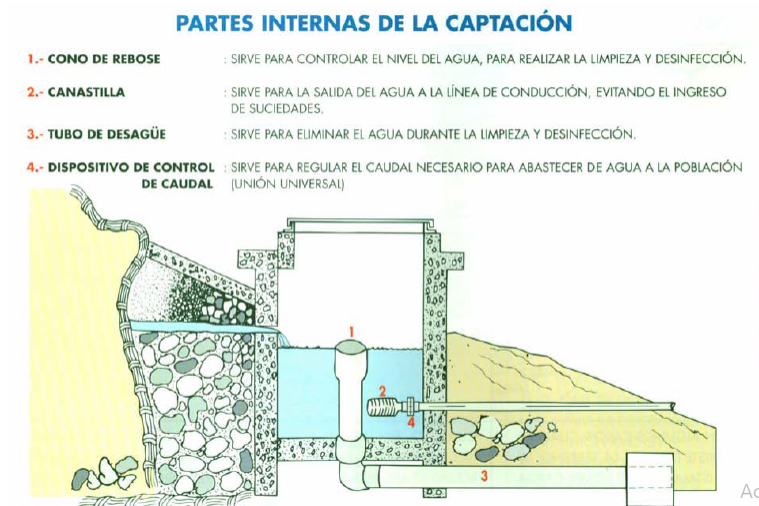 PARTES INTERNAS DE LA CAPTACIÓN
1.- CONO DE REBOSE : SIRVE PARA CONTROLAR EL NIVEL DEL AGUA, PARA REALIZAR LA LIMPIEZA Y DESINFECCIÓN.
2.- CANASTILLA : SIRVE PARA LA SALIDA DEL AGUA A LA LÍNEA DE CONDUCCIÓN, EVITANDO EL INGRESO
DE SUCIEDADES.
3.- TUBO DE DESAGÜE : SIRVE PARA ELIMINAR EL AGUA DURANTE LA LIMPIEZA Y DESINFECCIÓN.
4.- DISPOSITIVO DE CONTROL : SIRVE PARA REGULAR EL CAUDAL NECESARIO PARA ABASTECER DE AGUA A LA POBLACIÓN
DE CAUDAL (UNIÓN UNIVERSAL)
1
2
4
3